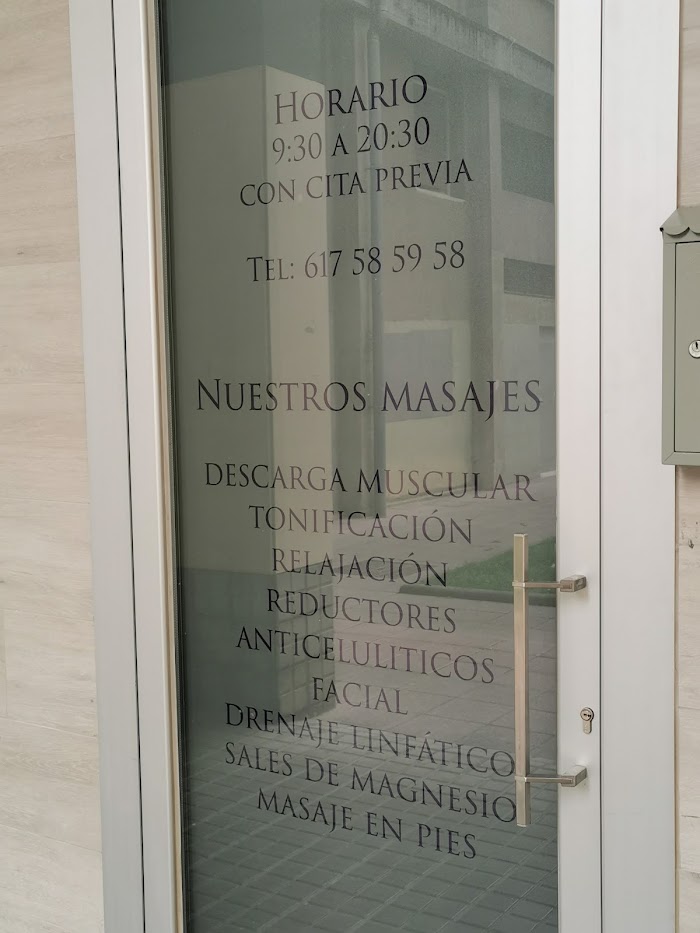 HORARIO
9:30 A 20:30
CON CITA PREVIA
TEL: 617 58 59 58
NUESTROS MASAJES
DESCARGA MUSCULAR
TONIFICACIÓN
RELAJACIÓN
REDUCTORES
ANTICELULITICOS
FACIAL
DRENAJE LINFÁTICO
SALES DE MAGNESIO
MASAJE EN PIES